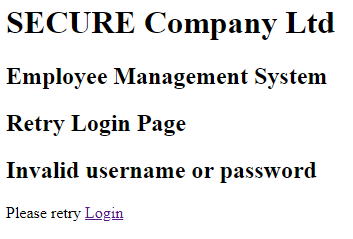 SECURE Company Ltd
Employee Management System
Retry Login Page
Invalid username or password
Please retry Login